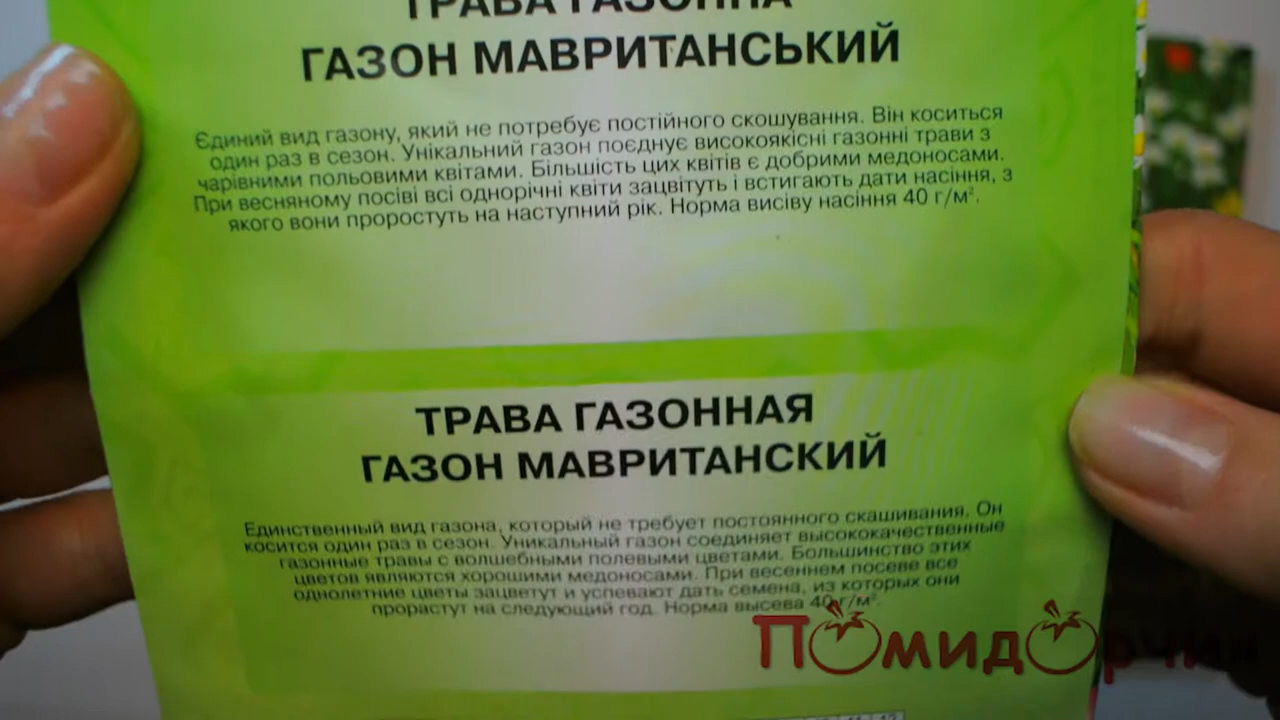 ТРАВА ГАЗОННА
ГАЗОН МАВРИТАНСЬКИЙ
Єдиний вид газону, який не потребує постійного скошування. Він коситься
один раз в сезон. Унікальний газон поєднує високоякісні газонні трави з
чарівними польовими квітами. Більшість цих квітів є добрими медоносами.
При весняному посіві всі однорічні квіти зацвітуть і встигають дати насіння, з
якого вони проростуть на наступний рік. Норма висіву насіння 40 г/м².
ТРАВА ГАЗОННАЯ
ГАЗОН МАВРИТАНСКИЙ
Единственный вид газона, который не требует постоянного скашивания. Он
косится один раз в сезон. Уникальный газон соединяет высококачественные
газонные травы с волшебными полевыми цветами. Большинство этих
цветов являются хорошими медоносами. При весеннем посеве все
однолетние цветы зацветут и успевают дать семена, из которых они
прорастут на следующий год. Норма высева 40 г/м².